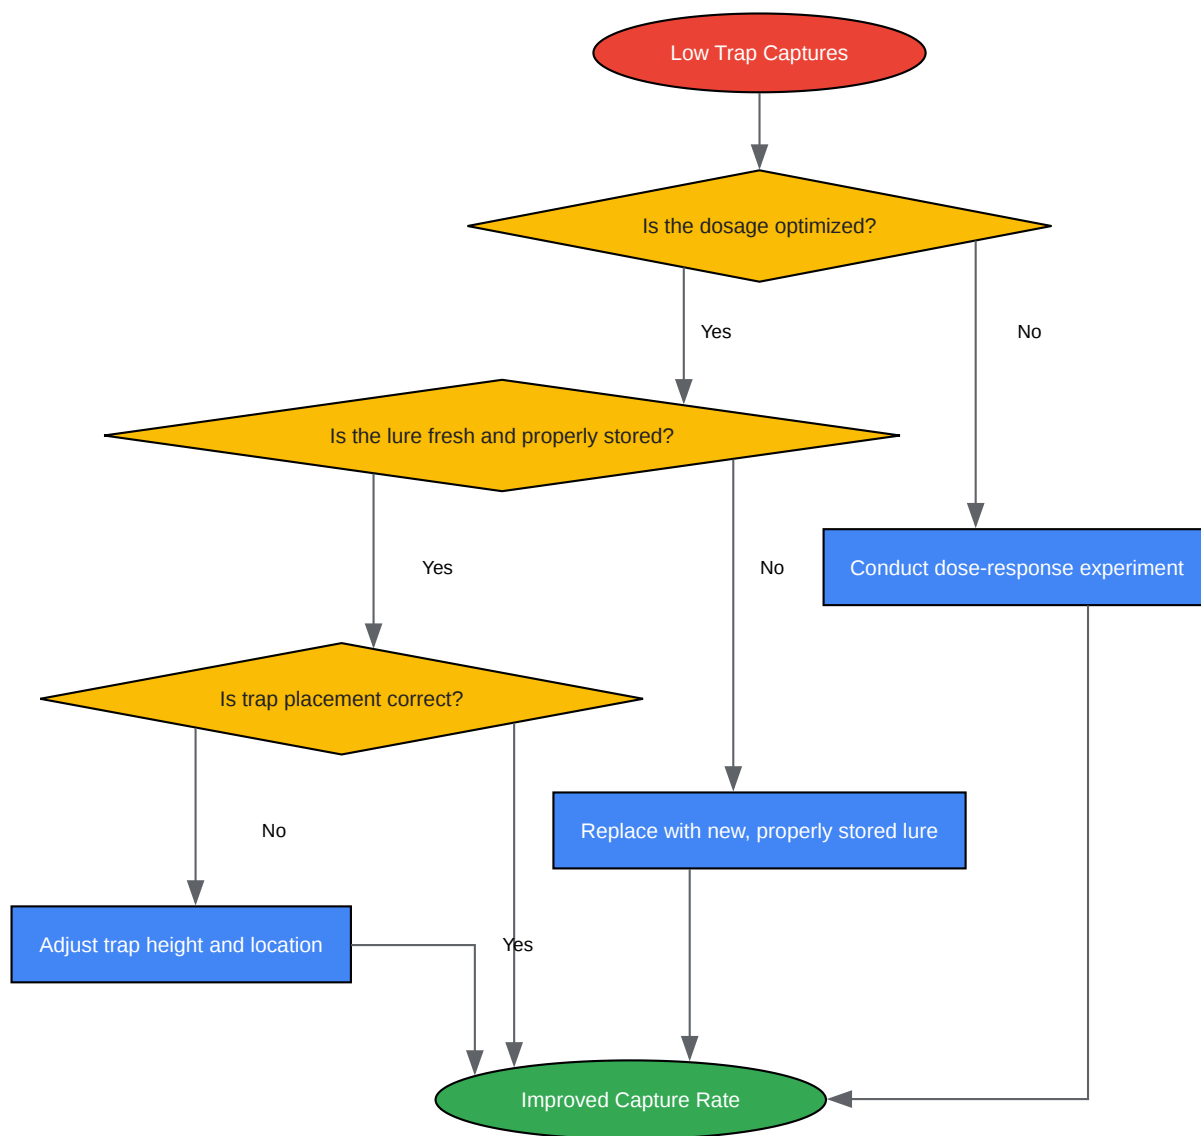 Low Trap Captures
Is the dosage optimized?
Yes
No
Is the lure fresh and properly stored?
Yes
No
Conduct dose-response experiment
Is trap placement correct?
No
Replace with new, properly stored lure
Adjust trap height and location
Yes
Improved Capture Rate